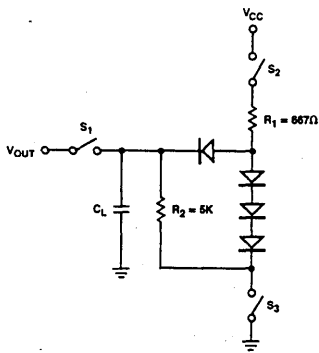 VCC
S2
R1 = 667Ω
S1
VOUT
CL
R2 = 5K
S3